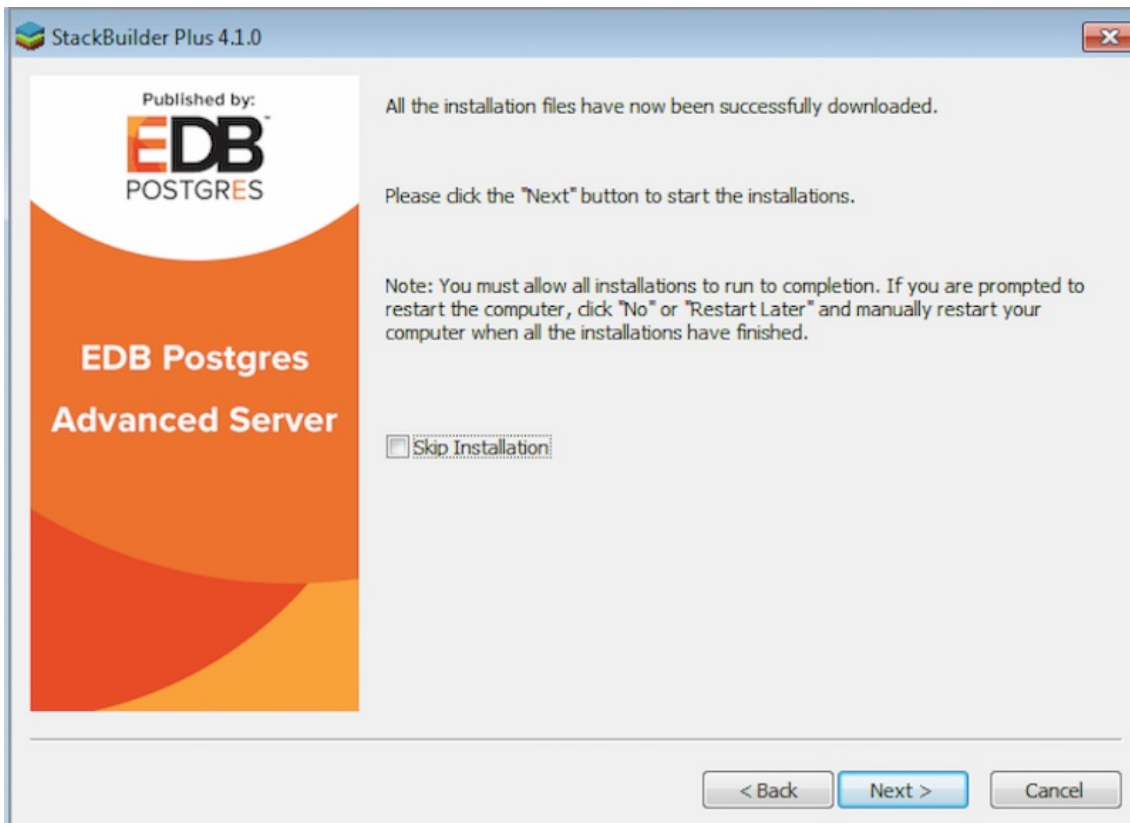 StackBuilder Plus 4.1.0
Published by:
EDB™
POSTGRES
EDB Postgres
Advanced Server
All the installation files have now been successfully downloaded.
Please click the "Next" button to start the installations.
Note: You must allow all installations to run to completion. If you are prompted to
restart the computer, click "No" or "Restart Later" and manually restart your
computer when all the installations have finished.
Skip Installation
< Back
Next >
Cancel